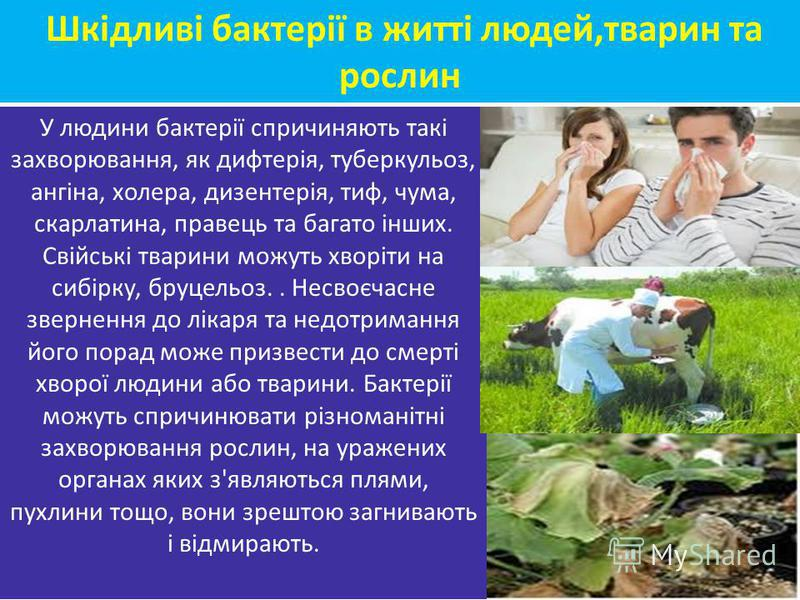 Шкідливі бактерії в житті людей,тварин та
рослин
У людини бактерії спричиняють такі
захворювання, як дифтерія, туберкульоз,
ангіна, холера, дизентерія, тиф, чума,
скарлатина, правець та багато інших.
Свійські тварини можуть хворіти на
сибірку, бруцельоз. . Несвоєчасне
звернення до лікаря та недотримання
його порад може призвести до смерті
хворої людини або тварини. Бактерії
можуть спричинювати різноманітні
захворювання рослин, на уражених
органах яких з'являються плями,
пухлини тощо, вони зрештою загнивають
і відмирають.
MyShared